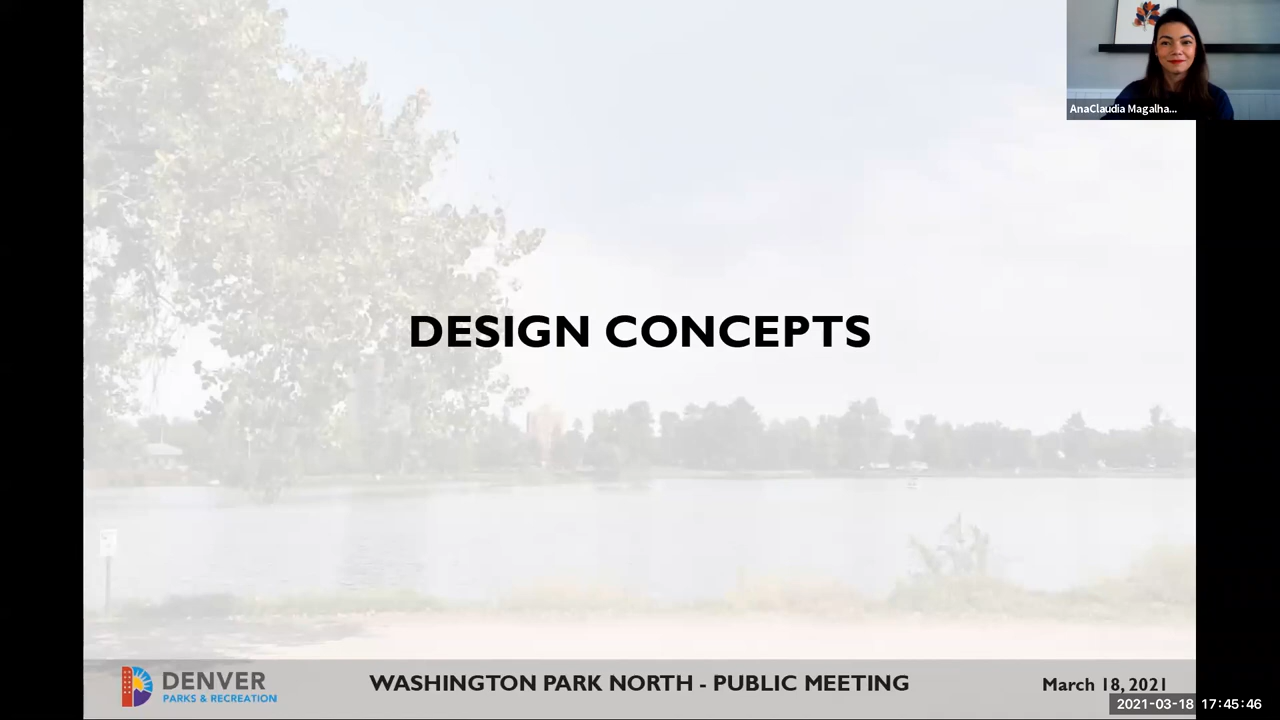 AnaClaudia Magalha...
DESIGN CONCEPTS
DENVER
PARKS & RECREATION
WASHINGTON PARK NORTH - PUBLIC MEETING
March 18, 2021
2021-03-18 17:45:46